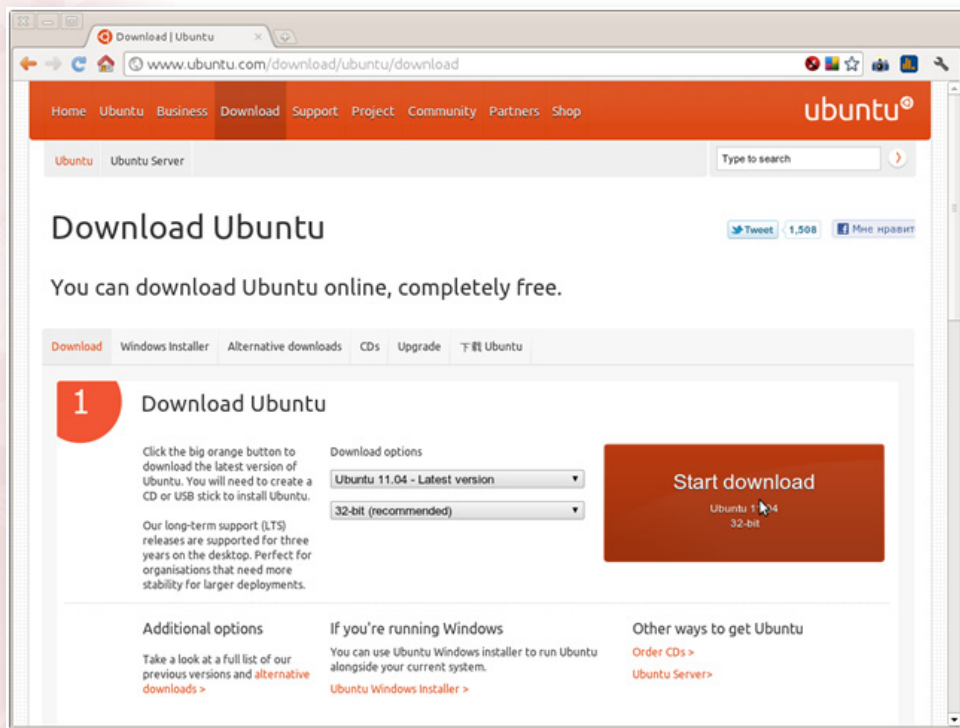 Download | Ubuntu
www.ubuntu.com/download/ubuntu/download
Home Ubuntu Business Download Support Project Community Partners Shop
ubuntu
Ubuntu Ubuntu Server
Type to search
Download Ubuntu
Tweet 1,508 Мне нравит
You can download Ubuntu online, completely free.
Download Windows Installer Alternative downloads CDs Upgrade 下载 Ubuntu
1
Download Ubuntu
Click the big orange button to
download the latest version of
Ubuntu. You will need to create a
CD or USB stick to install Ubuntu.
Our long-term support (LTS)
releases are supported for three
years on the desktop. Perfect for
organisations that need more
stability for larger deployments.
Download options
Ubuntu 11.04 - Latest version
32-bit (recommended)
Start download
Ubuntu 11.04
32-bit
Additional options
Take a look at a full list of our
previous versions and alternative
downloads >
If you're running Windows
You can use Ubuntu Windows installer to run Ubuntu
alongside your current system.
Ubuntu Windows Installer >
Other ways to get Ubuntu
Order CDs >
Ubuntu Server>